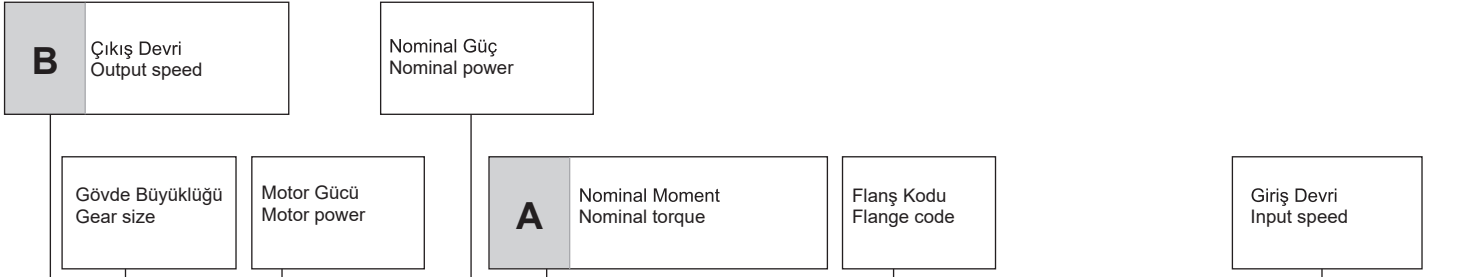 B
Çıkış Devri
Output speed
Nominal Güç
Nominal power
Gövde Büyüklüğü
Gear size
Motor Gücü
Motor power
A
Nominal Moment
Nominal torque
Flanş Kodu
Flange code
Giriş Devri
Input speed